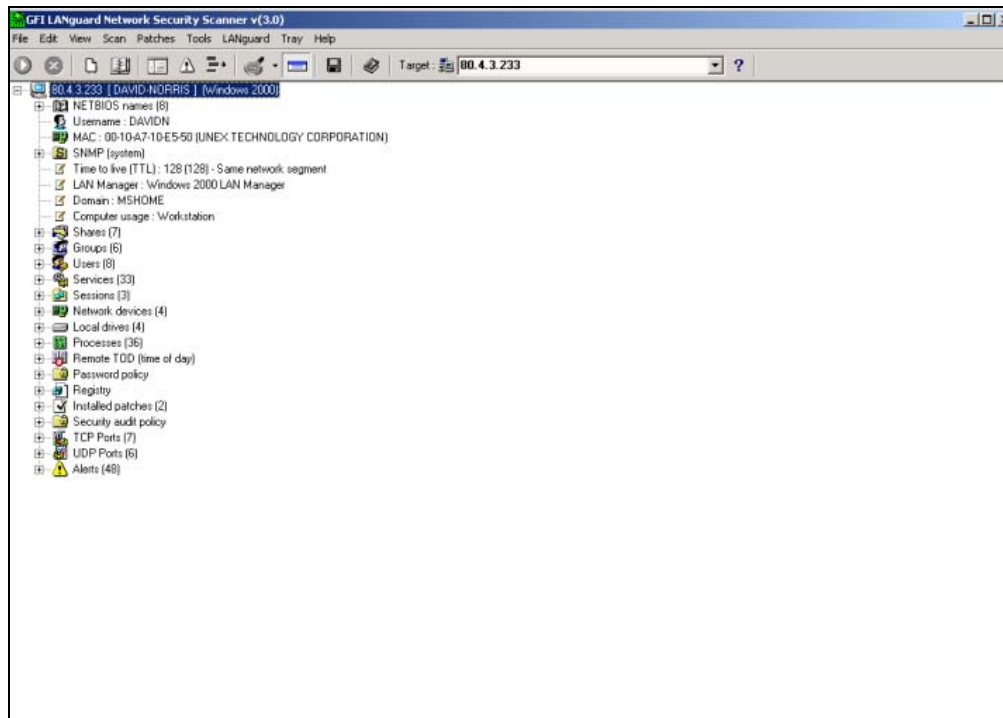 GFI LANguard Network Security Scanner v(3.0)
File Edit View Scan Patches Tools LANguard Tray Help
Target : 80.4.3.233 ?
80.4.3.233 [ DAVID-NORRIS ] (Windows 2000)
NETBIOS names (8)
Username : DAVIDN
MAC : 00-10-A7-10-E5-50 (UNEX TECHNOLOGY CORPORATION)
SNMP (system)
Time to live (TTL) : 128 (128) - Same network segment
LAN Manager : Windows 2000 LAN Manager
Domain : MSHOME
Computer usage : Workstation
Shares (7)
Groups (6)
Users (8)
Services (33)
Sessions (3)
Network devices (4)
Local drives (4)
Processes (36)
Remote TOD (time of day)
Password policy
Registry
Installed patches (2)
Security audit policy
TCP Ports (7)
UDP Ports (6)
Alerts (48)